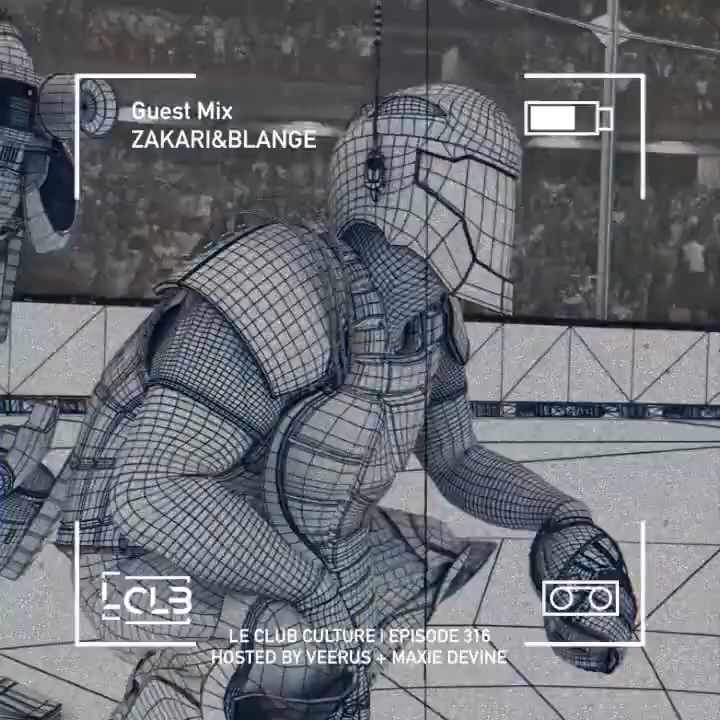 Guest Mix
ZAKARI&BLANGE
LCLB
LE CLUB CULTURE | EPISODE 316
HOSTED BY VEERUS + MAXIE DEVINE